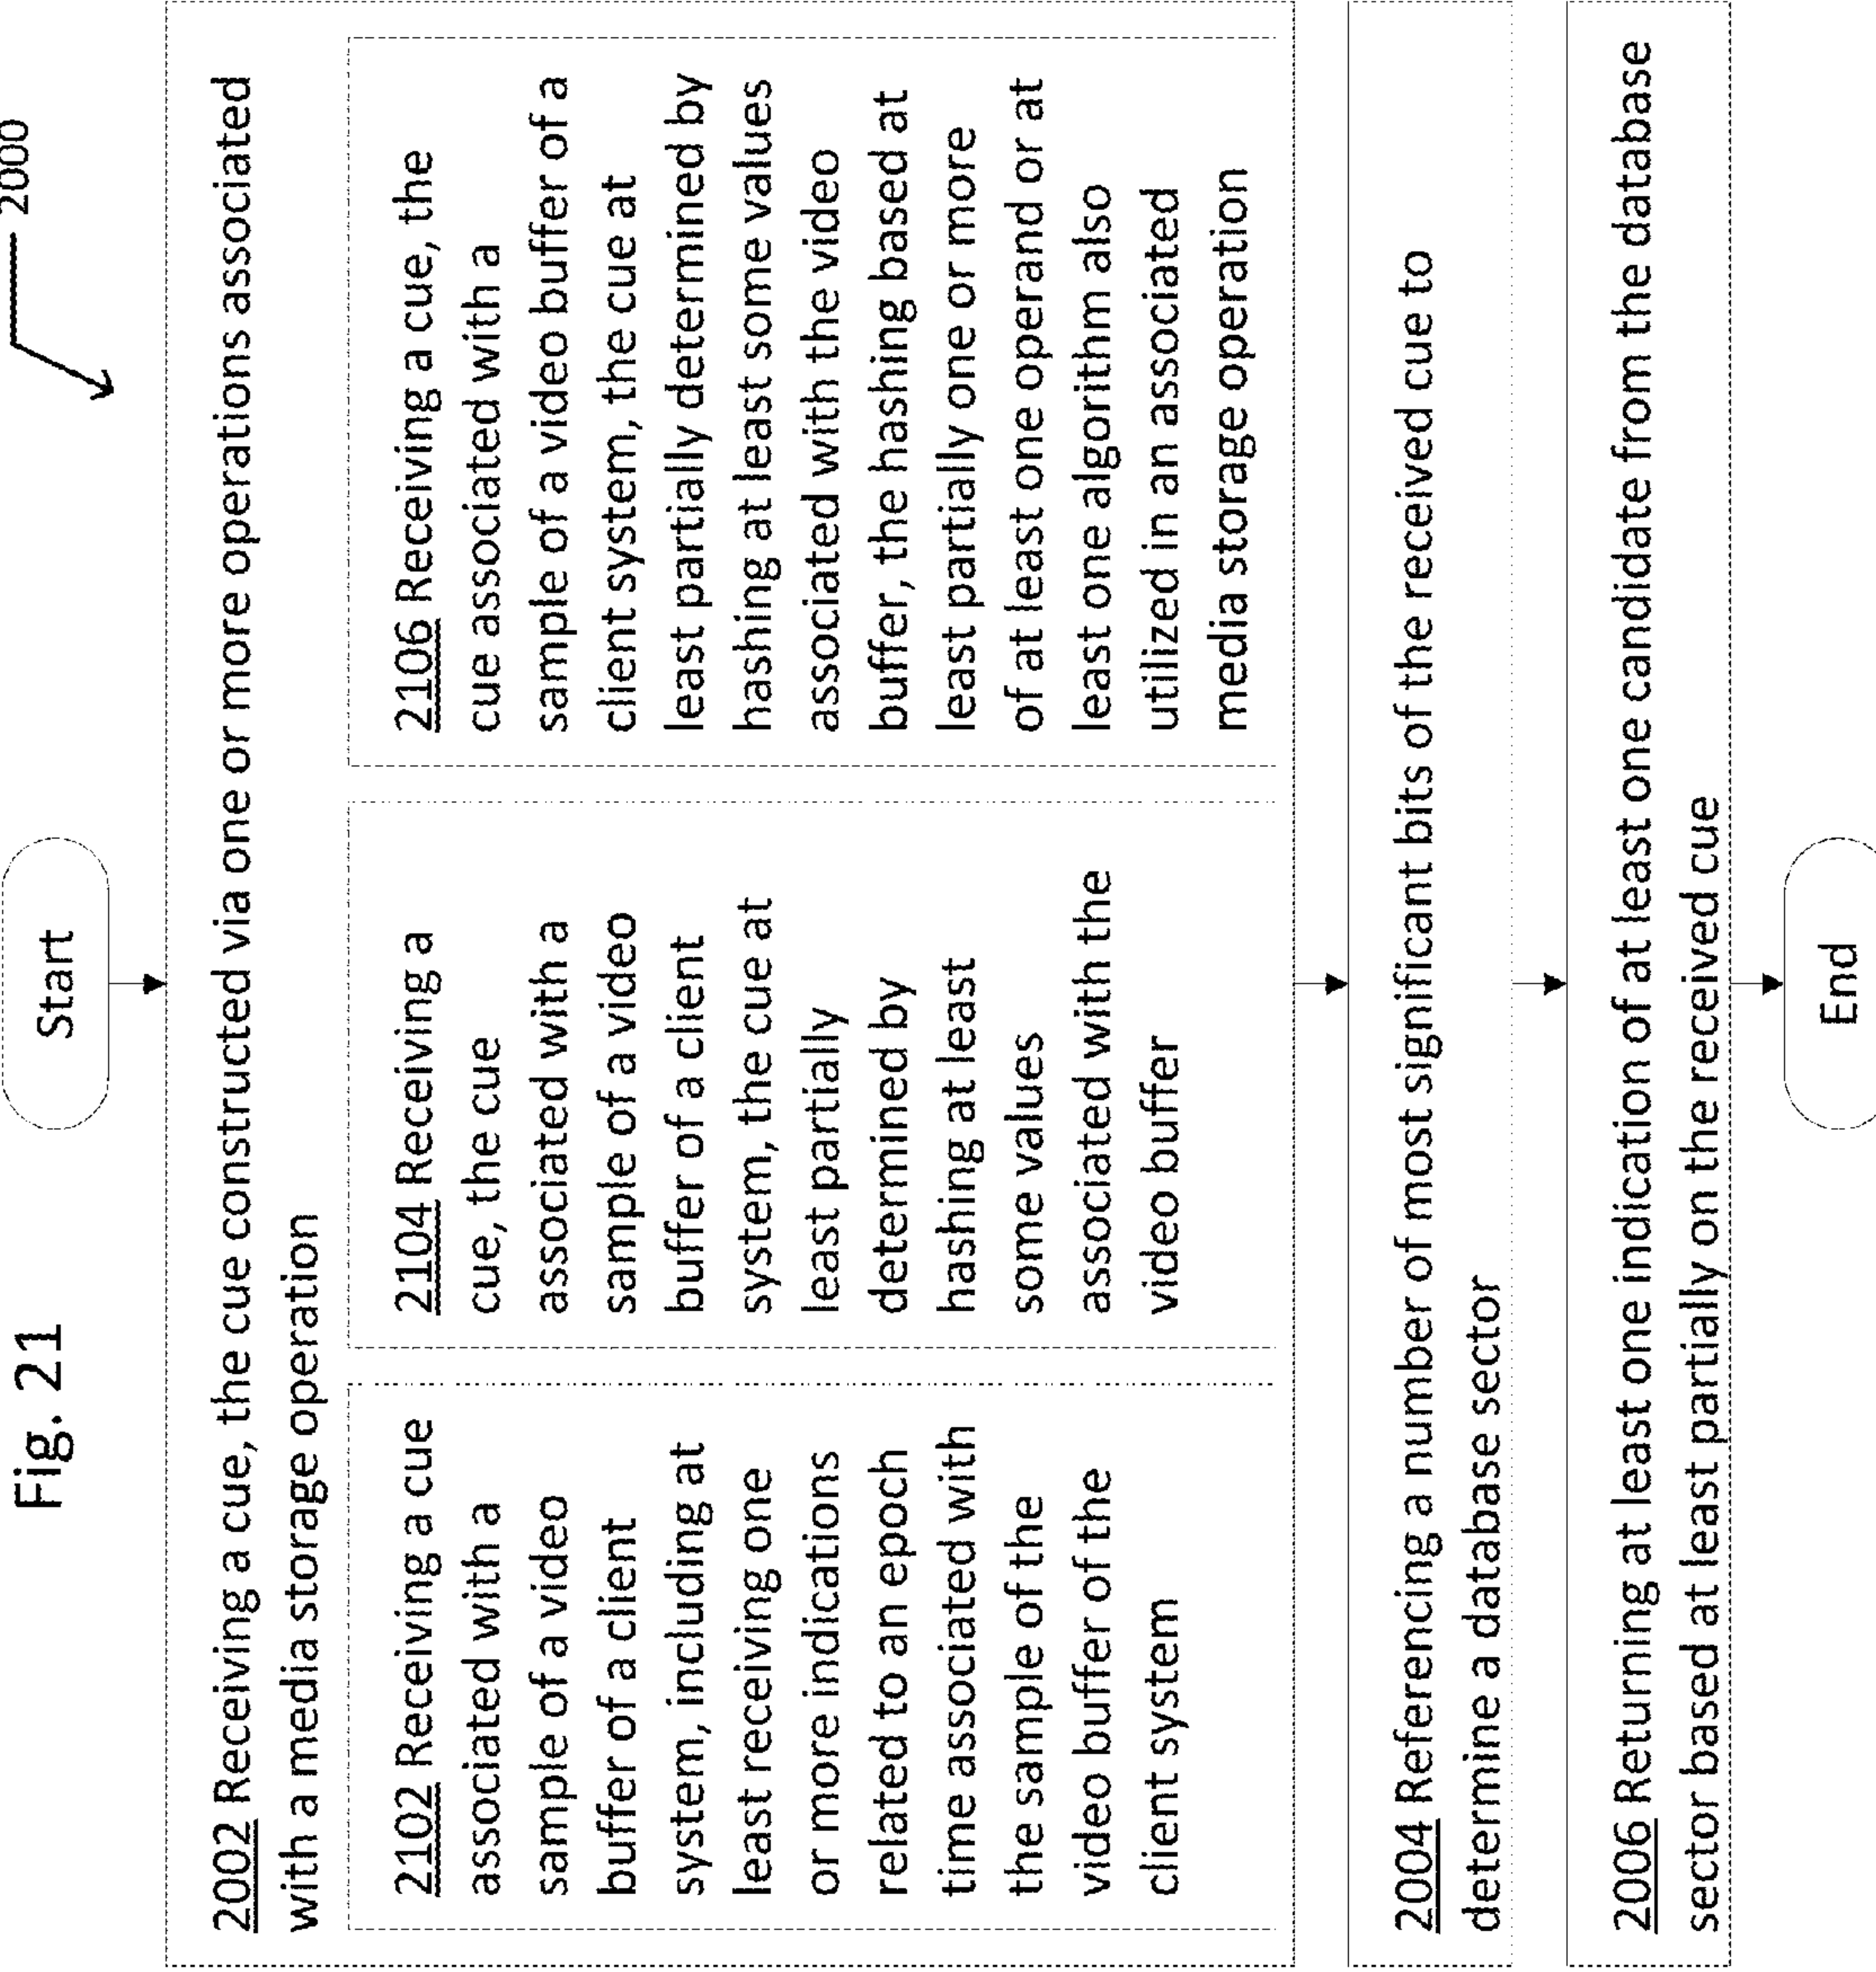 Fig. 21
2000
Start
2002 Receiving a cue, the cue constructed via one or more operations associated
with a media storage operation
2102 Receiving a cue
associated with a
sample of a video
buffer of a client
system, including at
least receiving one
or more indications
related to an epoch
time associated with
the sample of the
video buffer of the
client system
2104 Receiving a
cue, the cue
associated with a
sample of a video
buffer of a client
system, the cue at
least partially
determined by
hashing at least
some values
associated with the
video buffer
2106 Receiving a cue, the
cue associated with a
sample of a video buffer of a
client system, the cue at
least partially determined by
hashing at least some values
associated with the video
buffer, the hashing based at
least partially one or more
of at least one operand or at
least one algorithm also
utilized in an associated
media storage operation
2004 Referencing a number of most significant bits of the received cue to
determine a database sector
2006 Returning at least one indication of at least one candidate from the database
sector based at least partially on the received cue
End